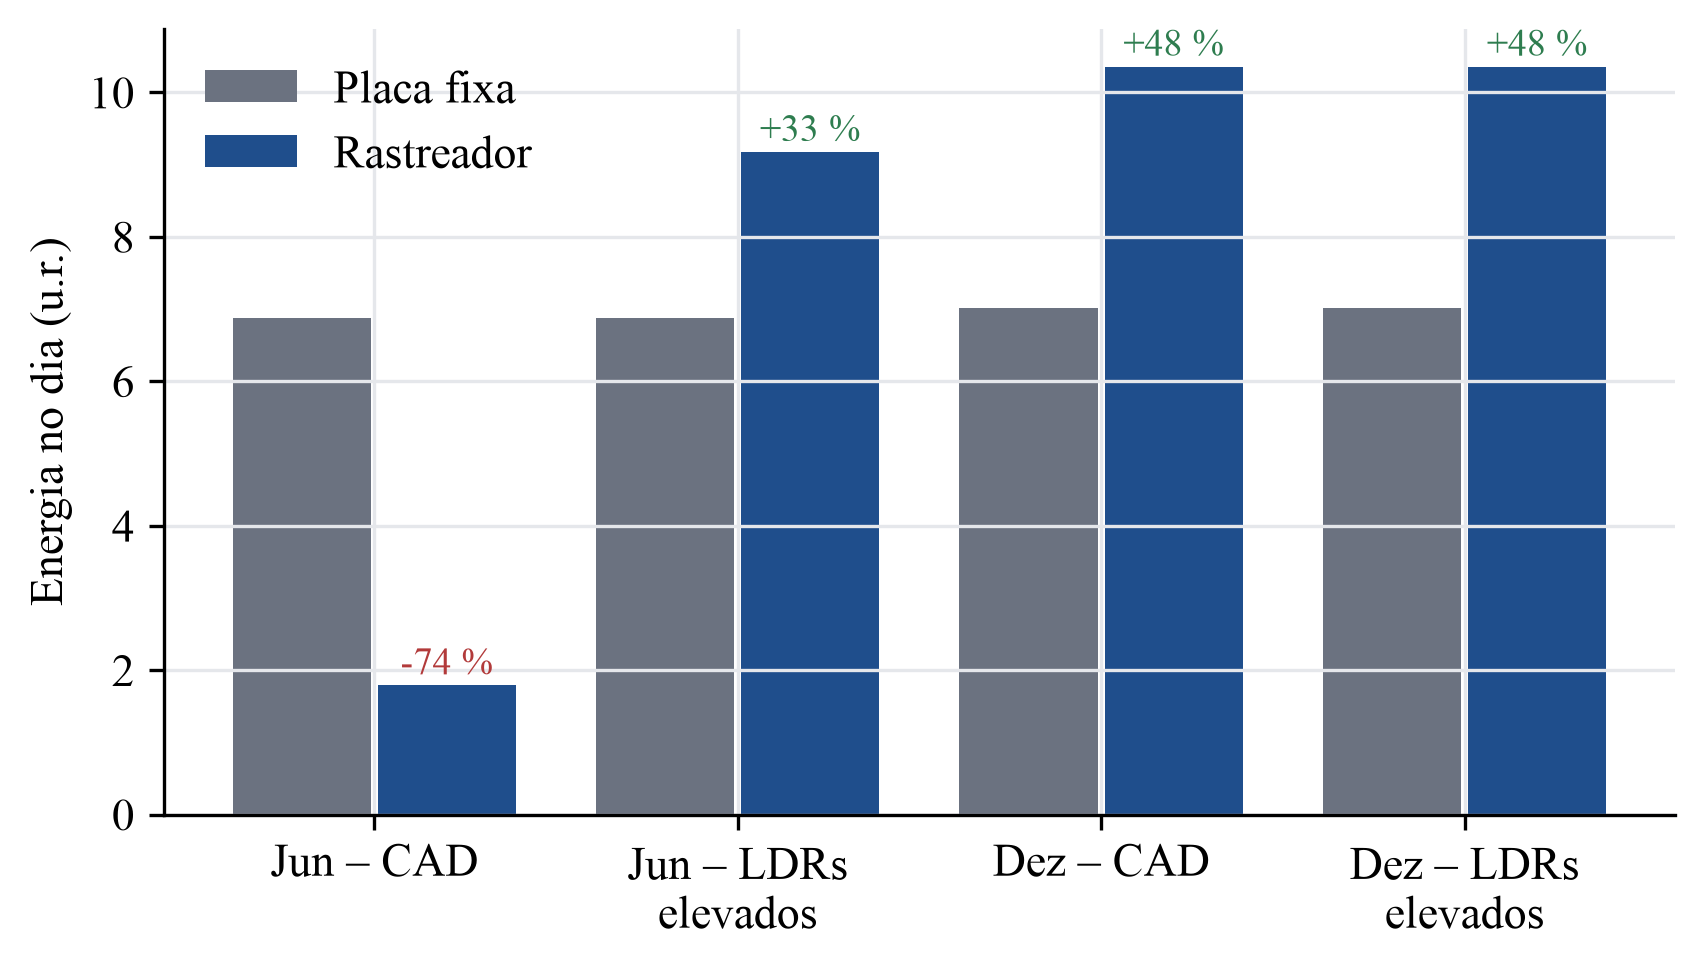 Placa fixa
Rastreador
Energia no dia (u.r.)
10
8
6
4
2
0
-74 %
+33 %
+48 %
+48 %
Jun – CAD
Jun – LDRs
elevados
Dez – CAD
Dez – LDRs
elevados